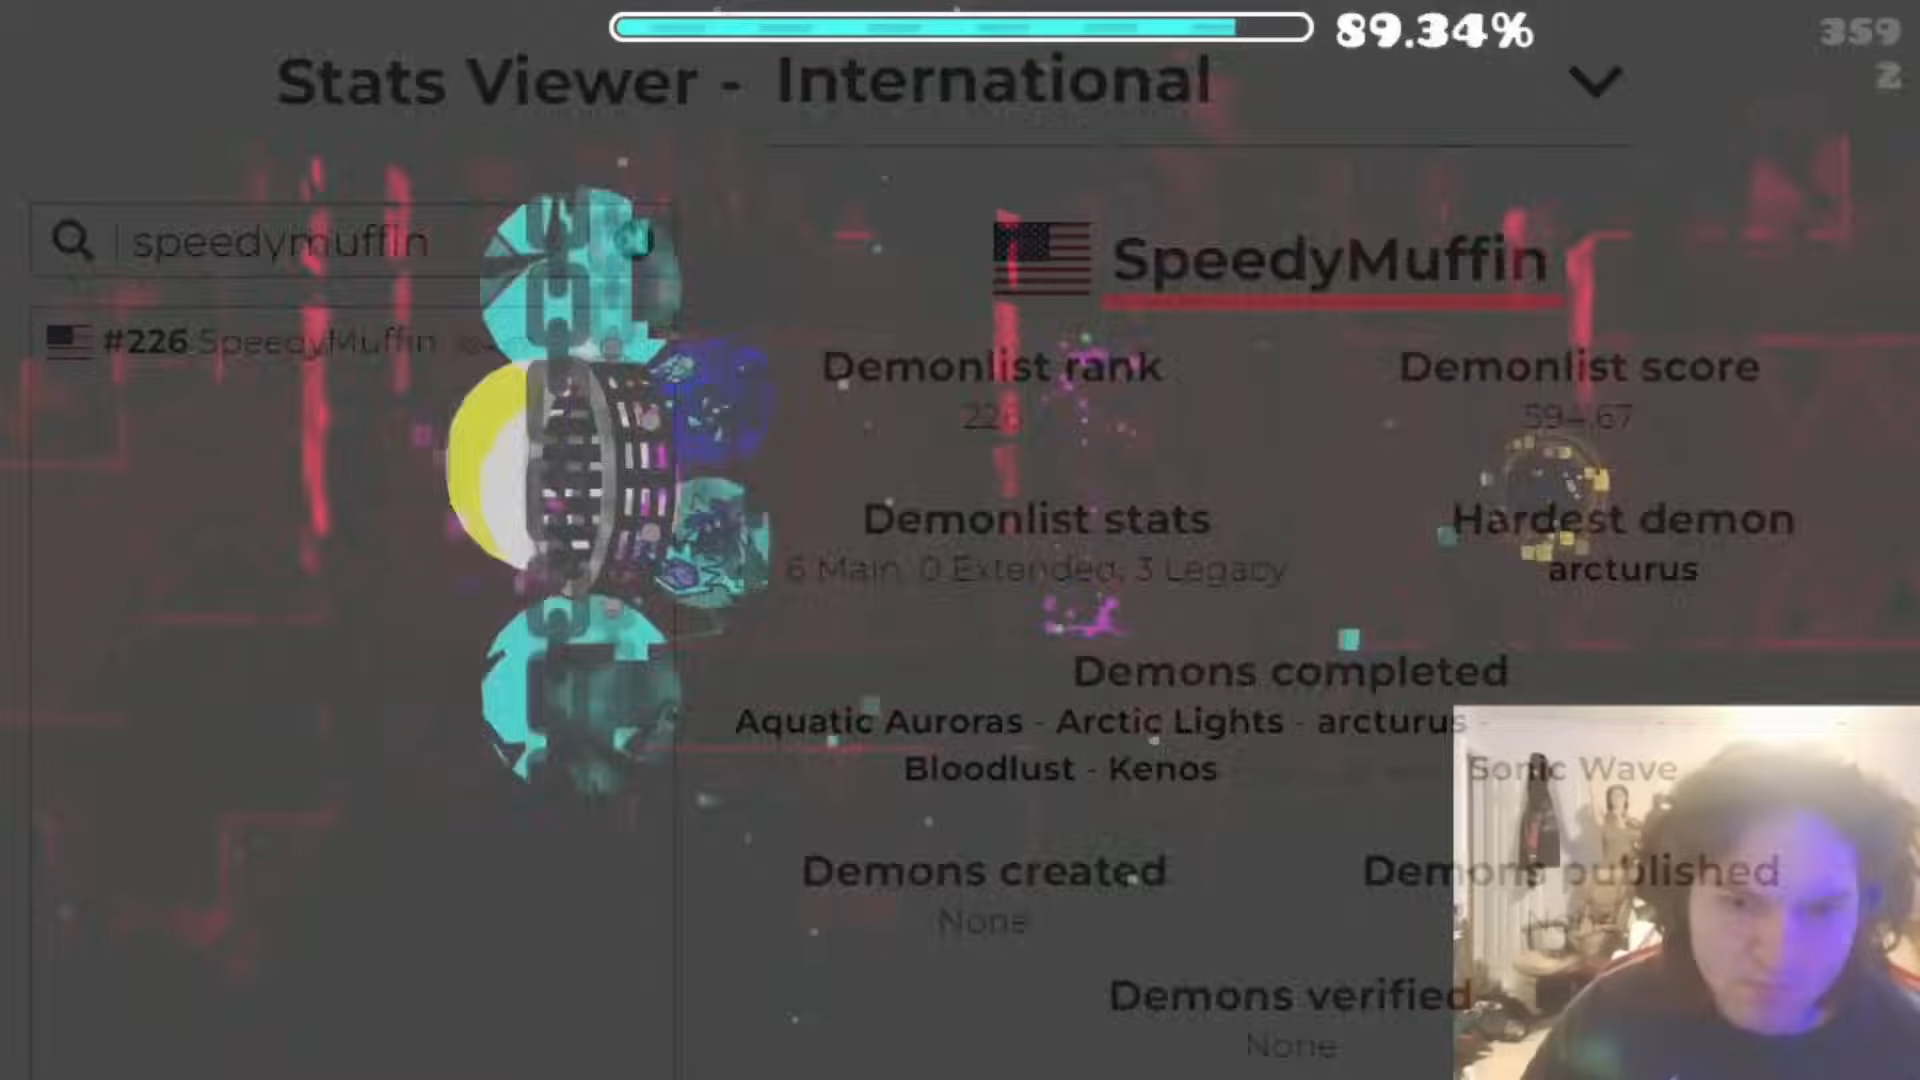 89.34%
359
2
Stats Viewer - International
speedymuffin
#226 SpeedyMuffin
SpeedyMuffin
Demonlist rank
226
Demonlist score
594.67
Demonlist stats
6 Main, 0 Extended, 3 Legacy
Hardest demon
arcturus
Demons completed
Aquatic Auroras - Arctic Lights - arcturus -
Bloodlust - Kenos
Sonic Wave
Demons created
None
Demons published
None
Demons verified
None